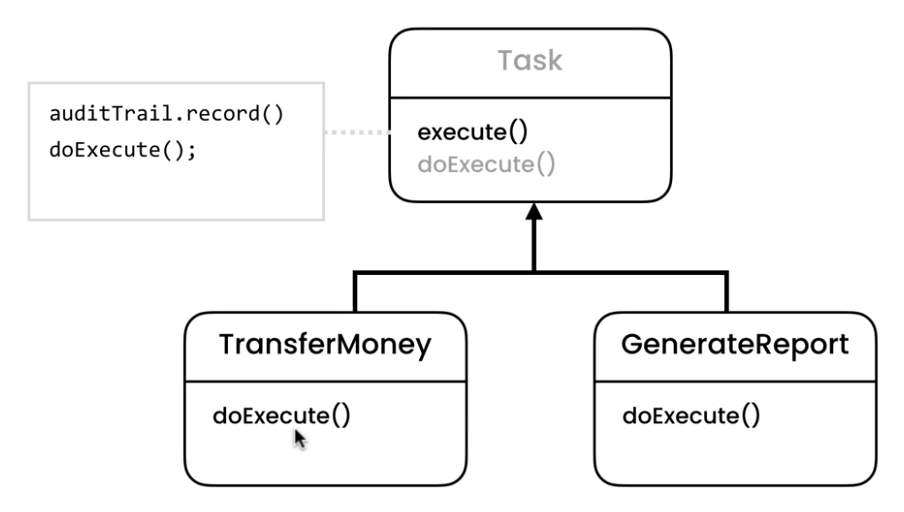 Task
auditTrail.record()
doExecute();
execute()
doExecute()
TransferMoney
doExecute()
GenerateReport
doExecute()